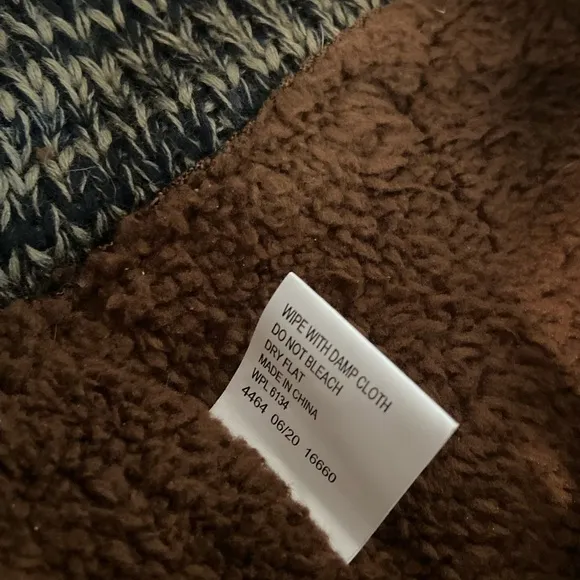 WIPE WITH DAMP CLOTH
DO NOT BLEACH
DRY FLAT
MADE IN CHINA
WPL 6134
4464 06/20 16660